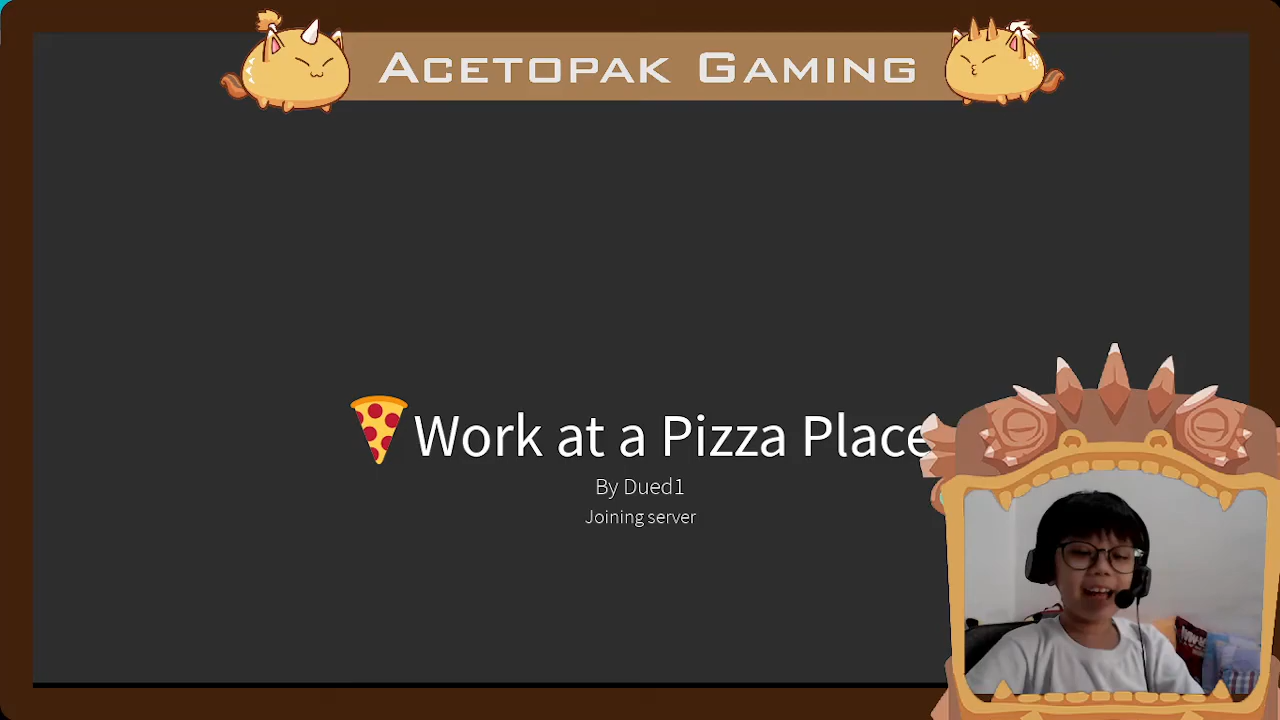 Acetopak Gaming
Work at a Pizza Place
By Dued1
Joining server